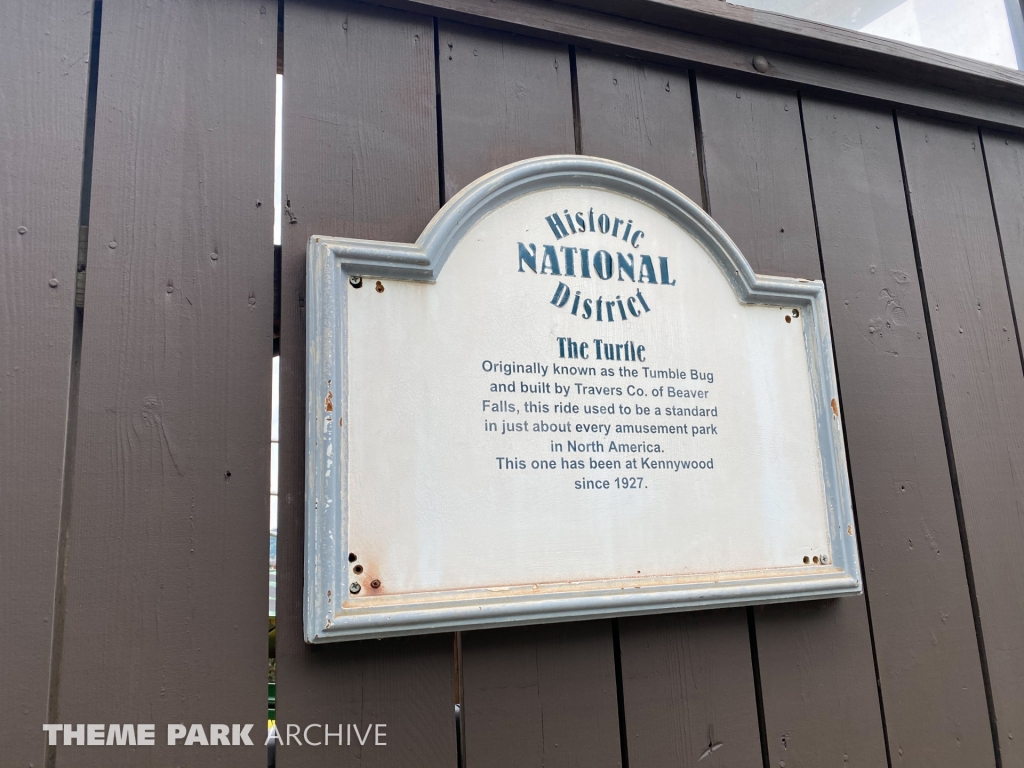 Historic
NATIONAL
District
The Turtle
Originally known as the Tumble Bug
and built by Travers Co. of Beaver
Falls, this ride used to be a standard
in just about every amusement park
in North America.
This one has been at Kennywood
since 1927.
THEME PARK ARCHIVE